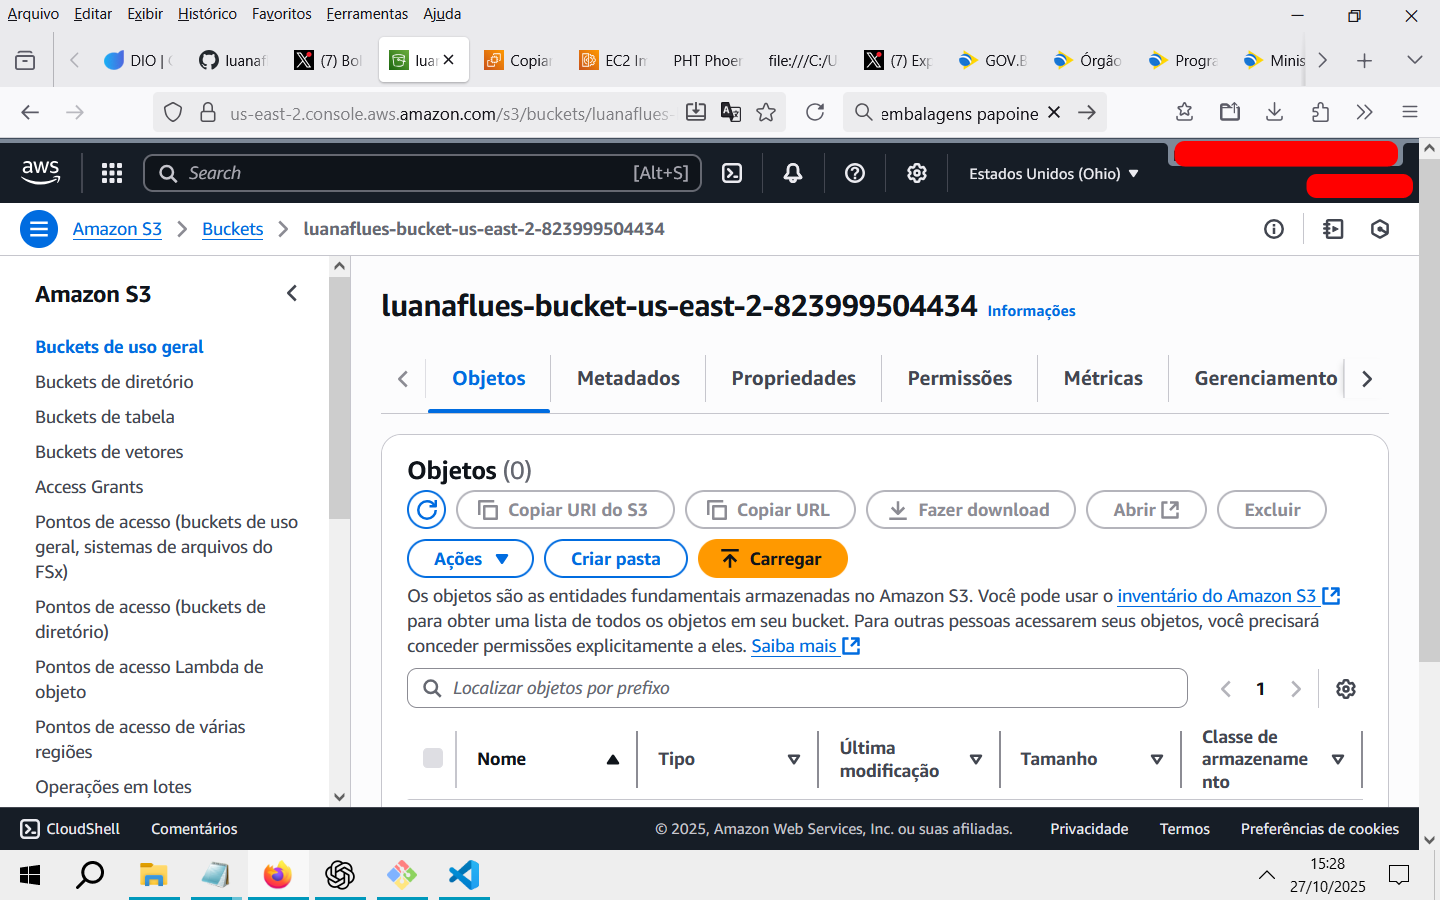 Arquivo Editar Exibir Histórico Favoritos Ferramentas Ajuda
DIO | luanaf (7) Bol luar Copiar EC2 Im PHT Phoer file:///C:/U (7) Exp GOV.B Órgão Progra Minis
us-east-2.console.aws.amazon.com/s3/buckets/luanaflues- embalagens papoine
aws Search [Alt+S] Estados Unidos (Ohio)
Amazon S3 Buckets luanaflues-bucket-us-east-2-823999504434
Amazon S3
Buckets de uso geral
Buckets de diretório
Buckets de tabela
Buckets de vetores
Access Grants
Pontos de acesso (buckets de uso
geral, sistemas de arquivos do
FSx)
Pontos de acesso (buckets de
diretório)
Pontos de acesso Lambda de
objeto
Pontos de acesso de várias
regiões
Operações em lotes
luanaflues-bucket-us-east-2-823999504434 Informações
Objetos Metadados Propriedades Permissões Métricas Gerenciamento
Objetos (0)
Copiar URI do S3 Copiar URL Fazer download Abrir Excluir
Ações Criar pasta Carregar
Os objetos são as entidades fundamentais armazenadas no Amazon S3. Você pode usar o inventário do Amazon S3
para obter uma lista de todos os objetos em seu bucket. Para outras pessoas acessarem seus objetos, você precisará
conceder permissões explicitamente a eles. Saiba mais
Localizar objetos por prefixo
1
Nome Tipo Última
modificação Tamanho Classe de
armazename
nto
CloudShell Comentários © 2025, Amazon Web Services, Inc. ou suas afiliadas. Privacidade Termos Preferências de cookies
15:28
27/10/2025